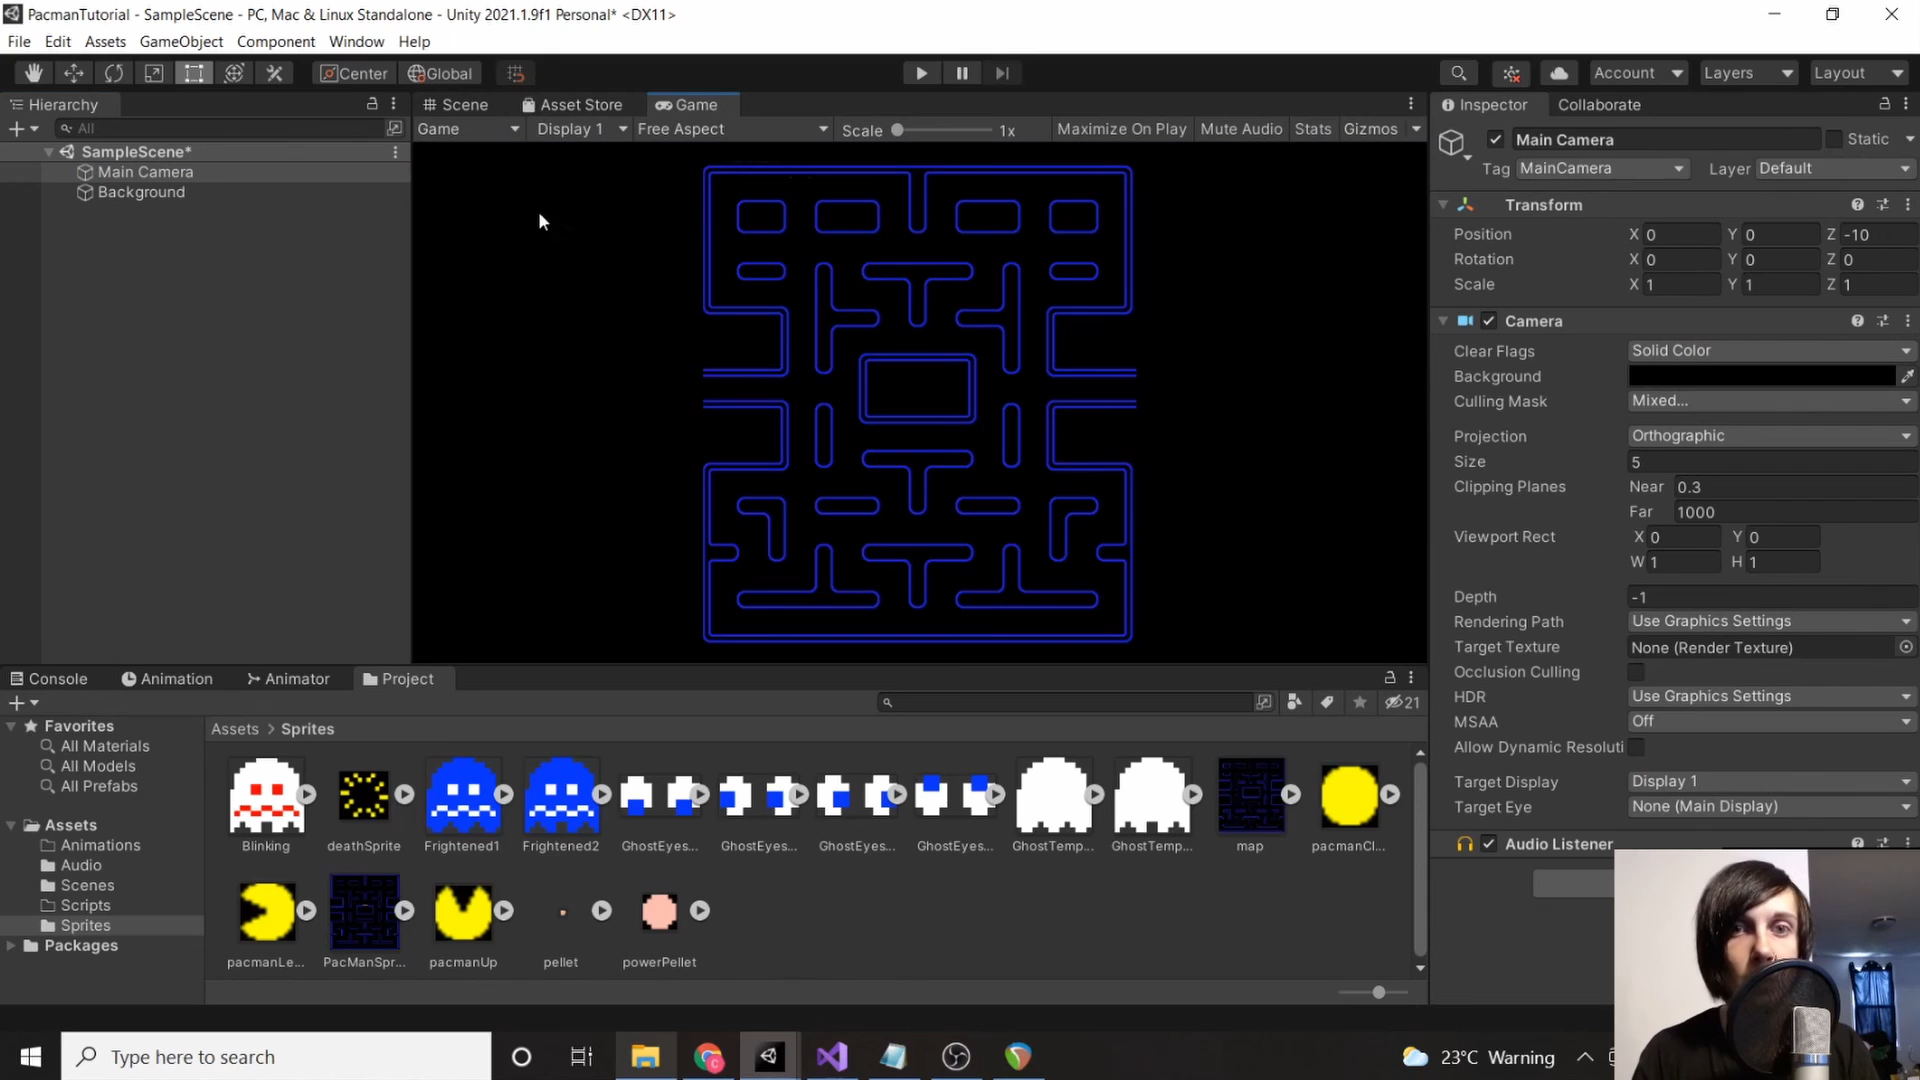 PacmanTutorial - SampleScene - PC, Mac & Linux Standalone - Unity 2021.1.9f1 Personal* <DX11>
File Edit Assets GameObject Component Window Help
Center Global Account Layers Layout
Hierarchy
All
SampleScene*
Main Camera
Background
Scene Asset Store Game
Game Display 1 Free Aspect Scale 1x Maximize On Play Mute Audio Stats Gizmos
Inspector Collaborate
Main Camera Static
Tag MainCamera Layer Default
Transform
Position X 0 Y 0 Z -10
Rotation X 0 Y 0 Z 0
Scale X 1 Y 1 Z 1
Camera
Clear Flags Solid Color
Background
Culling Mask Mixed...
Projection Orthographic
Size 5
Clipping Planes Near 0.3
Far 1000
Viewport Rect X 0 Y 0
W 1 H 1
Depth -1
Rendering Path Use Graphics Settings
Target Texture None (Render Texture)
Occlusion Culling
HDR Use Graphics Settings
MSAA Off
Allow Dynamic Resoluti
Target Display Display 1
Target Eye None (Main Display)
Audio Listener
Console Animation Animator Project
21
Favorites
All Materials
All Models
All Prefabs
Assets
Animations
Audio
Scenes
Scripts
Sprites
Packages
Assets > Sprites
Blinking deathSprite Frightened1 Frightened2 GhostEyes... GhostEyes... GhostEyes... GhostEyes... GhostTemp... GhostTemp... map pacmanCl...
pacmanLe... PacManSpr... pacmanUp pellet powerPellet
Type here to search
23°C Warning